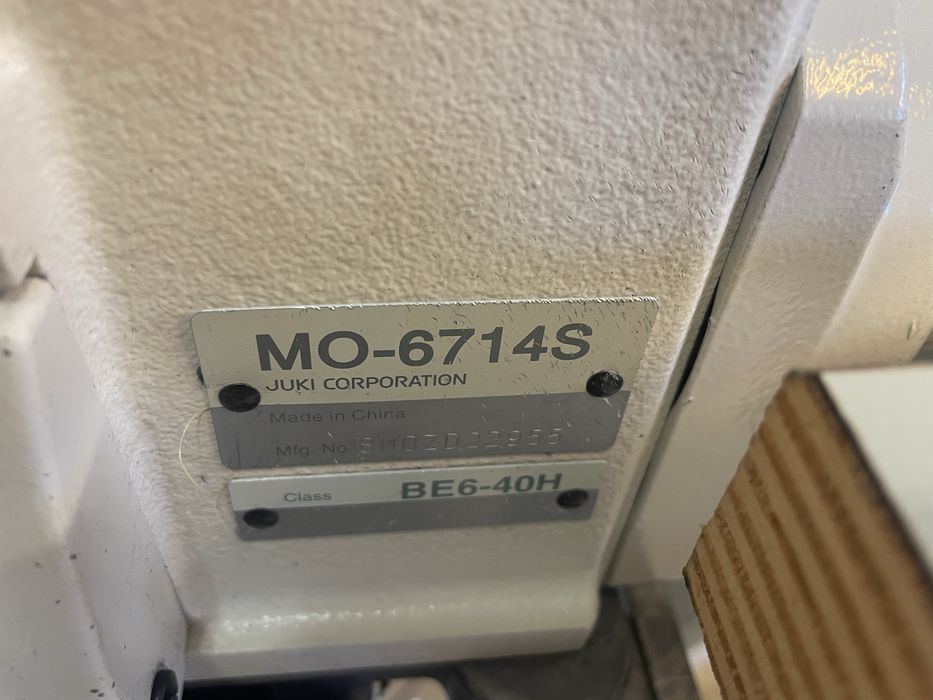 MO-6714S
JUKI CORPORATION
Made in China
Mfg. No.
Class BE6-40H